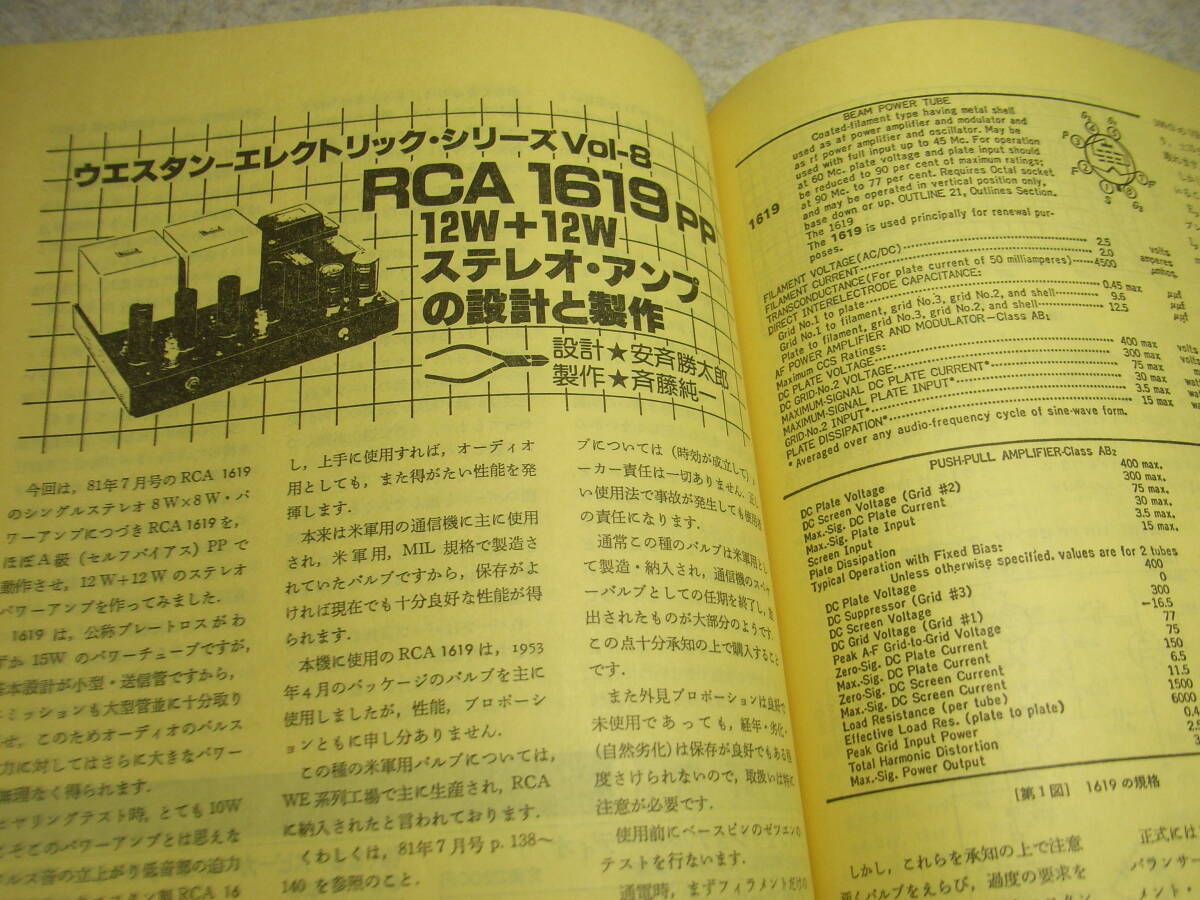 ウエスタン-エレクトリック・シリーズVol-8
RCA 1619 PP
12W+12W
ステレオ・アンプ
の設計と製作
設計★安斉勝太郎
製作★斉藤純一
今回は，81年7月号のRCA 1619
のシングルステレオ8W×8W・パ
ワーアンプにつづきRCA 1619を，
ほぼA級（セルフバイアス）PPで
動作させ，12W+12Wのステレオ
パワーアンプを作ってみました．
1619は，公称プレートロスがわ
ずか15Wのパワーチューブですが，
基本設計が小型・送信管ですから，
ミッションも大型管並に十分取り
せ，このためオーディオのパルス
力に対してはさらに大きなパワー
無理なく得られます．
ヒヤリングテスト時，とても10W
そこそこのパワーアンプとは思えな
パルス音の立上がり低音部の迫力
し，上手に使用すれば，オーディオ
用としても，また得がたい性能を発
揮します．
本来は米軍用の通信機に主に使用
され，米軍用，MIL規格で製造さ
れていたバルブですから，保存がよ
ければ現在でも十分良好な性能が得
られます．
本機に使用のRCA 1619は，1953
年4月のパッケージのバルブを主に
使用しましたが，性能，プロポーシ
ョンともに申し分ありません．
この種の米軍用バルブについては，
WE系列工場で主に生産され，RCA
に納入されたと言われております．
くわしくは，81年7月号p. 138〜
140を参照のこと．
ブについては（時効が成立して）メ
ーカー責任は一切ありません．正し
い使用法で事故が発生しても使用者
の責任になります．
通常この種のバルブは米軍用とし
て製造・納入され，通信機のスペヤ
ーバルブとしての任期を終了し，放
出されたものが大部分のようです．
この点十分承知の上で購入すること
です．
また外見プロポーションは良好で
未使用であっても，経年・劣化・
（自然劣化）は保存が良好でもある程
度さけられないので，取扱いは特に
注意が必要です．
使用前にベースピンのゼツエンの
テストを行ないます．
通電時，まずフィラメントだけの
1619
BEAM POWER TUBE
Coated-filament type having metal shell
used as af power amplifier and modulator and
as rf power amplifier and oscillator. May be
used with full input up to 45 Mc. For operation
at 60 Mc. plate voltage and plate input should
be reduced to 90 per cent of maximum ratings;
at 90 Mc. to 77 per cent. Requires Octal socket
and may be operated in vertical position only,
base down or up. OUTLINE 21, Outlines Section.
The 1619
The 1619 is used principally for renewal pur-
poses.
FILAMENT VOLTAGE (AC/DC) 2.5 volts
FILAMENT CURRENT 2.0 amperes
TRANSCONDUCTANCE (For plate current of 50 milliamperes) 4500 μmhos.
DIRECT INTERELECTRODE CAPACITANCE:
Grid No.1 to plate 0.45 max μμf
Grid No.1 to filament, grid No.3, grid No.2, and shell 9.5 μμf
Plate to filament, grid No.3, grid No.2, and shell 12.5 μμf
AF POWER AMPLIFIER AND MODULATOR—Class AB1
Maximum CCS Ratings:
DC PLATE VOLTAGE 400 max
DC GRID-No.2 VOLTAGE 300 max
MAXIMUM-SIGNAL DC PLATE CURRENT* 75 max
MAXIMUM-SIGNAL PLATE INPUT* 30 max
GRID-No.2 INPUT* 3.5 max
PLATE DISSIPATION* 15 max
*Averaged over any audio-frequency cycle of sine-wave form.
PUSH-PULL AMPLIFIER-Class AB2
DC Plate Voltage 400 max.
DC Screen Voltage (Grid #2) 300 max.
Max.-Sig. DC Plate Current 75 max.
Max.-Sig. Plate Input 30 max.
Screen Input 3.5 max.
Plate Dissipation 15 max.
Typical Operation with Fixed Bias:
Unless otherwise specified, values are for 2 tubes
DC Plate Voltage 400
DC Suppressor (Grid #3) 0
DC Screen Voltage 300
DC Grid Voltage (Grid #1) −16.5
Peak A-F Grid-to-Grid Voltage 77
Zero-Sig. DC Plate Current 75
Max.-Sig. DC Plate Current 150
Zero-Sig. DC Screen Current 6.5
Max.-Sig. DC Screen Current 11.5
Load Resistance (per tube) 1500
Effective Load Res. (plate to plate) 6000
Peak Grid Input Power 0.4
Total Harmonic Distortion 2.5
Max.-Sig. Power Output
［第1図］ 1619の規格
しかし，これらを承知の上で注意
過度の要求を
正式には
バランサー
メント・